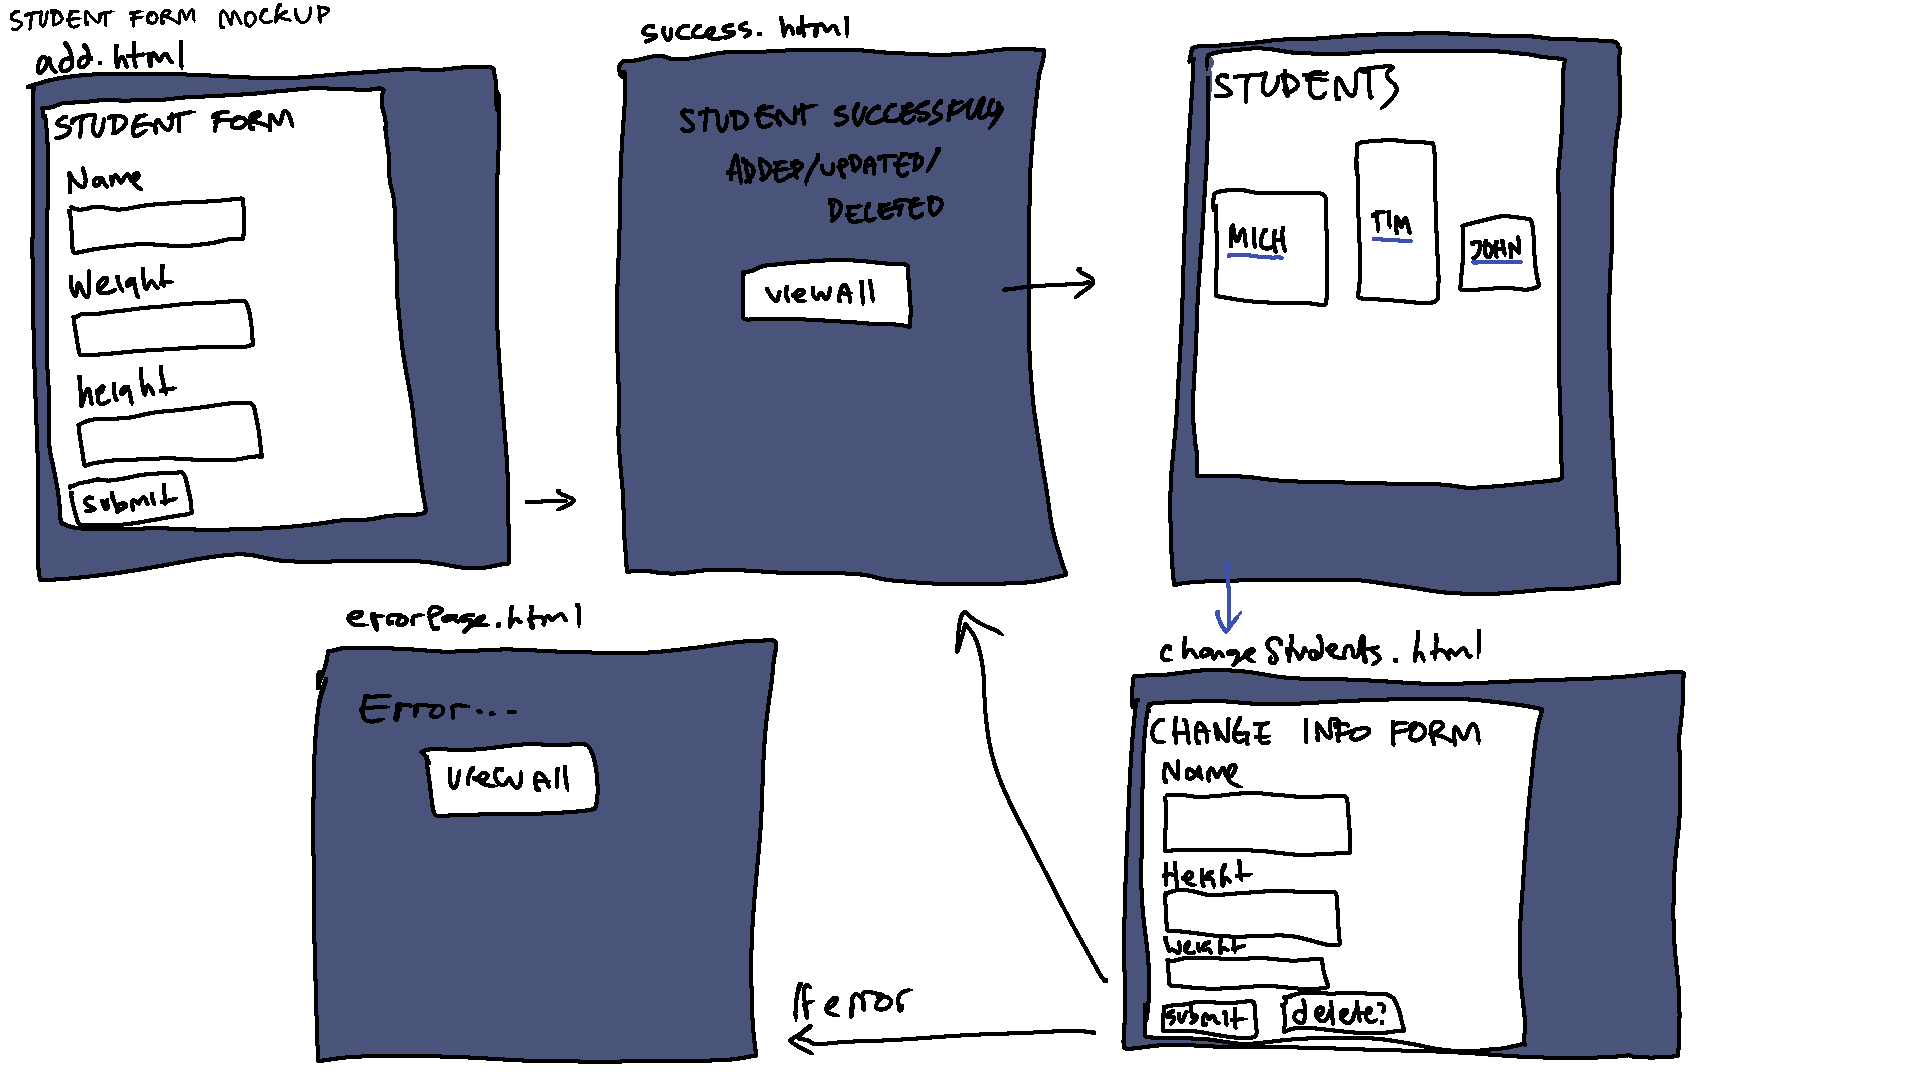 STUDENT FORM MOCKUP
add.html
STUDENT FORM
Name
Weight
height
submit
success.html
STUDENT SUCCESSFULLY
ADDED/UPDATED/
DELETED
viewAll
STUDENTS
MICH
TIM
JOHN
errorPage.html
Error...
viewAll
If error
changeStudents.html
CHANGE INFO FORM
Name
Height
Weight
submit
delete?